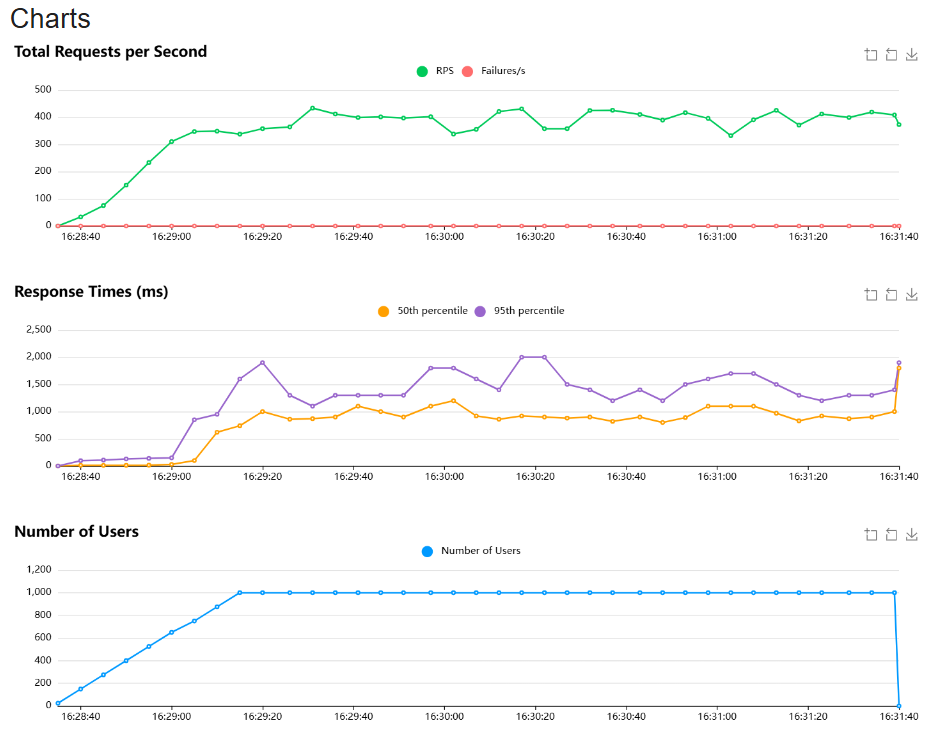 Charts
Total Requests per Second
RPS Failures/s
500
400
300
200
100
0
16:28:40 16:29:00 16:29:20 16:29:40 16:30:00 16:30:20 16:30:40 16:31:00 16:31:20 16:31:40
Response Times (ms)
50th percentile 95th percentile
2,500
2,000
1,500
1,000
500
0
16:28:40 16:29:00 16:29:20 16:29:40 16:30:00 16:30:20 16:30:40 16:31:00 16:31:20 16:31:40
Number of Users
Number of Users
1,200
1,000
800
600
400
200
0
16:28:40 16:29:00 16:29:20 16:29:40 16:30:00 16:30:20 16:30:40 16:31:00 16:31:20 16:31:40